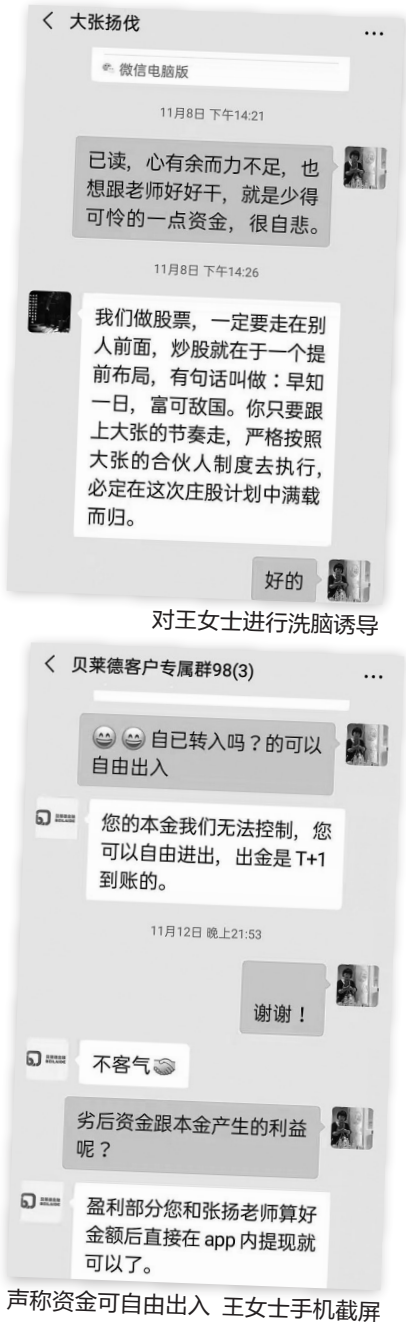 大张扬伐
微信电脑版
11月8日 下午14:21
已读，心有余而力不足，也
想跟老师好好干，就是少得
可怜的一点资金，很自悲。
11月8日 下午14:26
我们做股票，一定要走在别
人前面，炒股就在于一个提
前布局，有句话叫做：早知
一日，富可敌国。你只要跟
上大张的节奏走，严格按照
大张的合伙人制度去执行，
必定在这次庄股计划中满载
而归。
好的
对王女士进行洗脑诱导
贝莱德客户专属群98(3)
自已转入吗？的可以
自由出入
您的本金我们无法控制，您
可以自由进出，出金是 T+1
到账的。
11月12日 晚上21:53
谢谢！
不客气
劣后资金跟本金产生的利益
呢？
盈利部分您和张扬老师算好
金额后直接在 app 内提现就
可以了。
声称资金可自由出入 王女士手机截屏